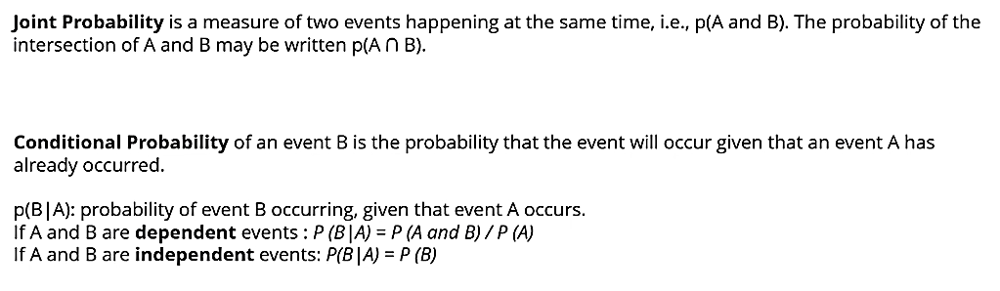 Joint Probability is a measure of two events happening at the same time, i.e., p(A and B). The probability of the
intersection of A and B may be written p(A ∩ B).
Conditional Probability of an event B is the probability that the event will occur given that an event A has
already occurred.
p(B|A): probability of event B occurring, given that event A occurs.
If A and B are dependent events : P (B|A) = P (A and B) / P (A)
If A and B are independent events: P(B|A) = P (B)